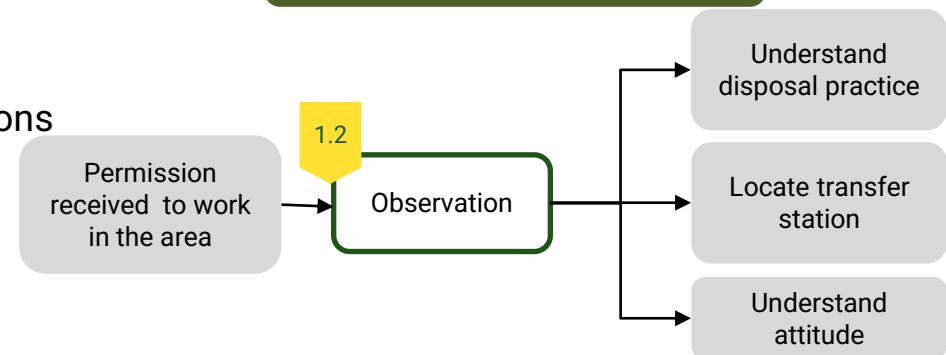 ons
Permission
received to work
in the area
1.2
Observation
Understand
disposal practice
Locate transfer
station
Understand
attitude